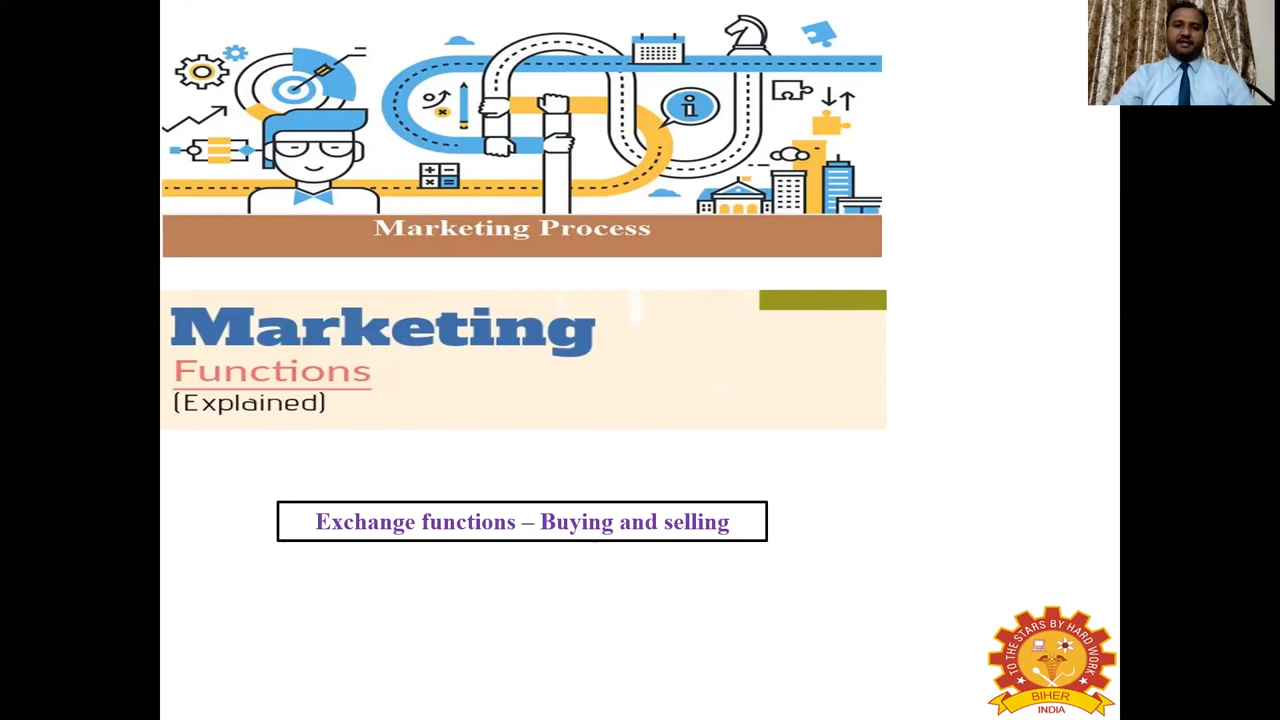 Marketing Process
Marketing
Functions
(Explained)
Exchange functions – Buying and selling
TO THE STARS BY HARD WORK
BIHER
INDIA